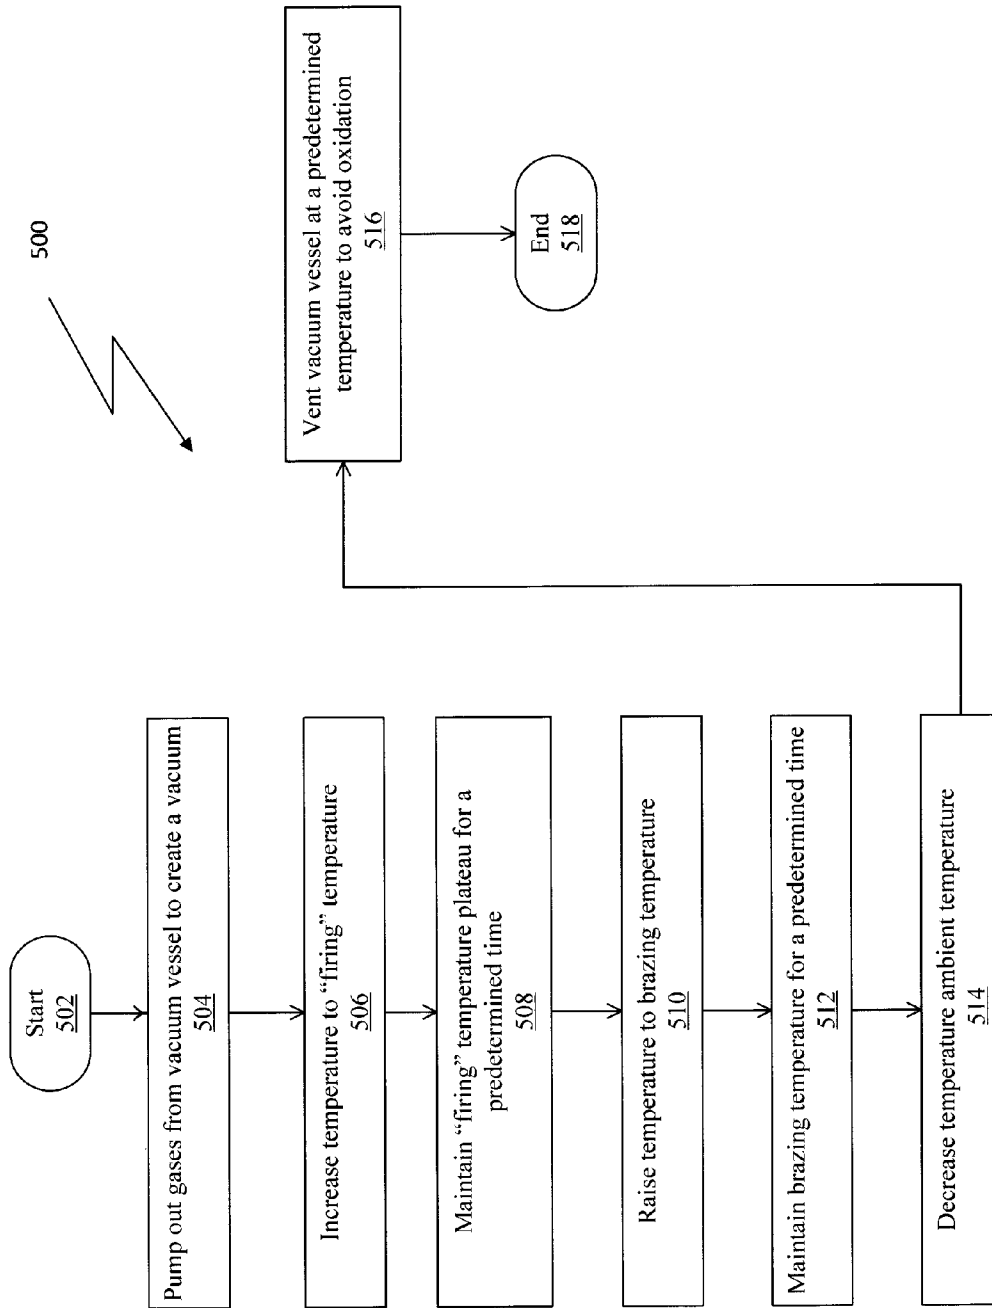 500
Start
502
Pump out gases from vacuum vessel to create a vacuum
504
Increase temperature to “firing” temperature
506
Maintain “firing” temperature plateau for a
predetermined time
508
Raise temperature to brazing temperature
510
Maintain brazing temperature for a predetermined time
512
Decrease temperature ambient temperature
514
Vent vacuum vessel at a predetermined
temperature to avoid oxidation
516
End
518